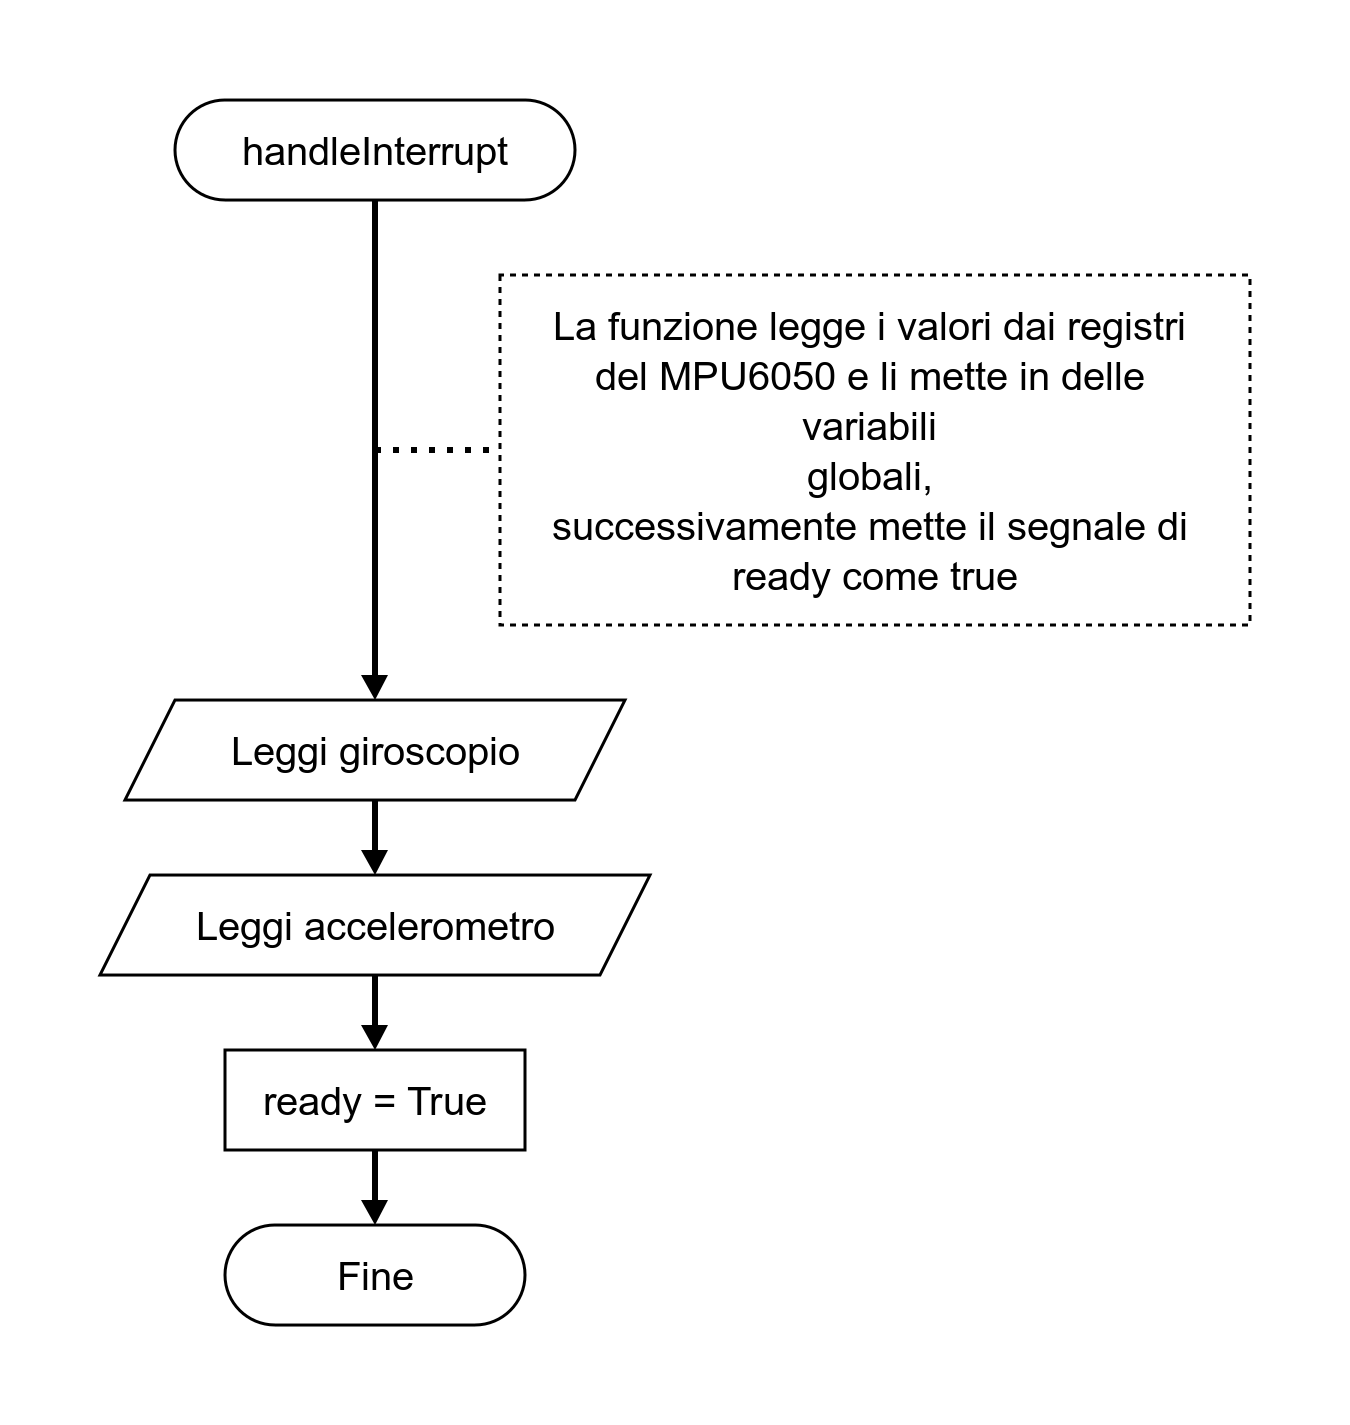 handleInterrupt
La funzione legge i valori dai registri
del MPU6050 e li mette in delle
variabili
globali,
successivamente mette il segnale di
ready come true
Leggi giroscopio
Leggi accelerometro
ready = True
Fine